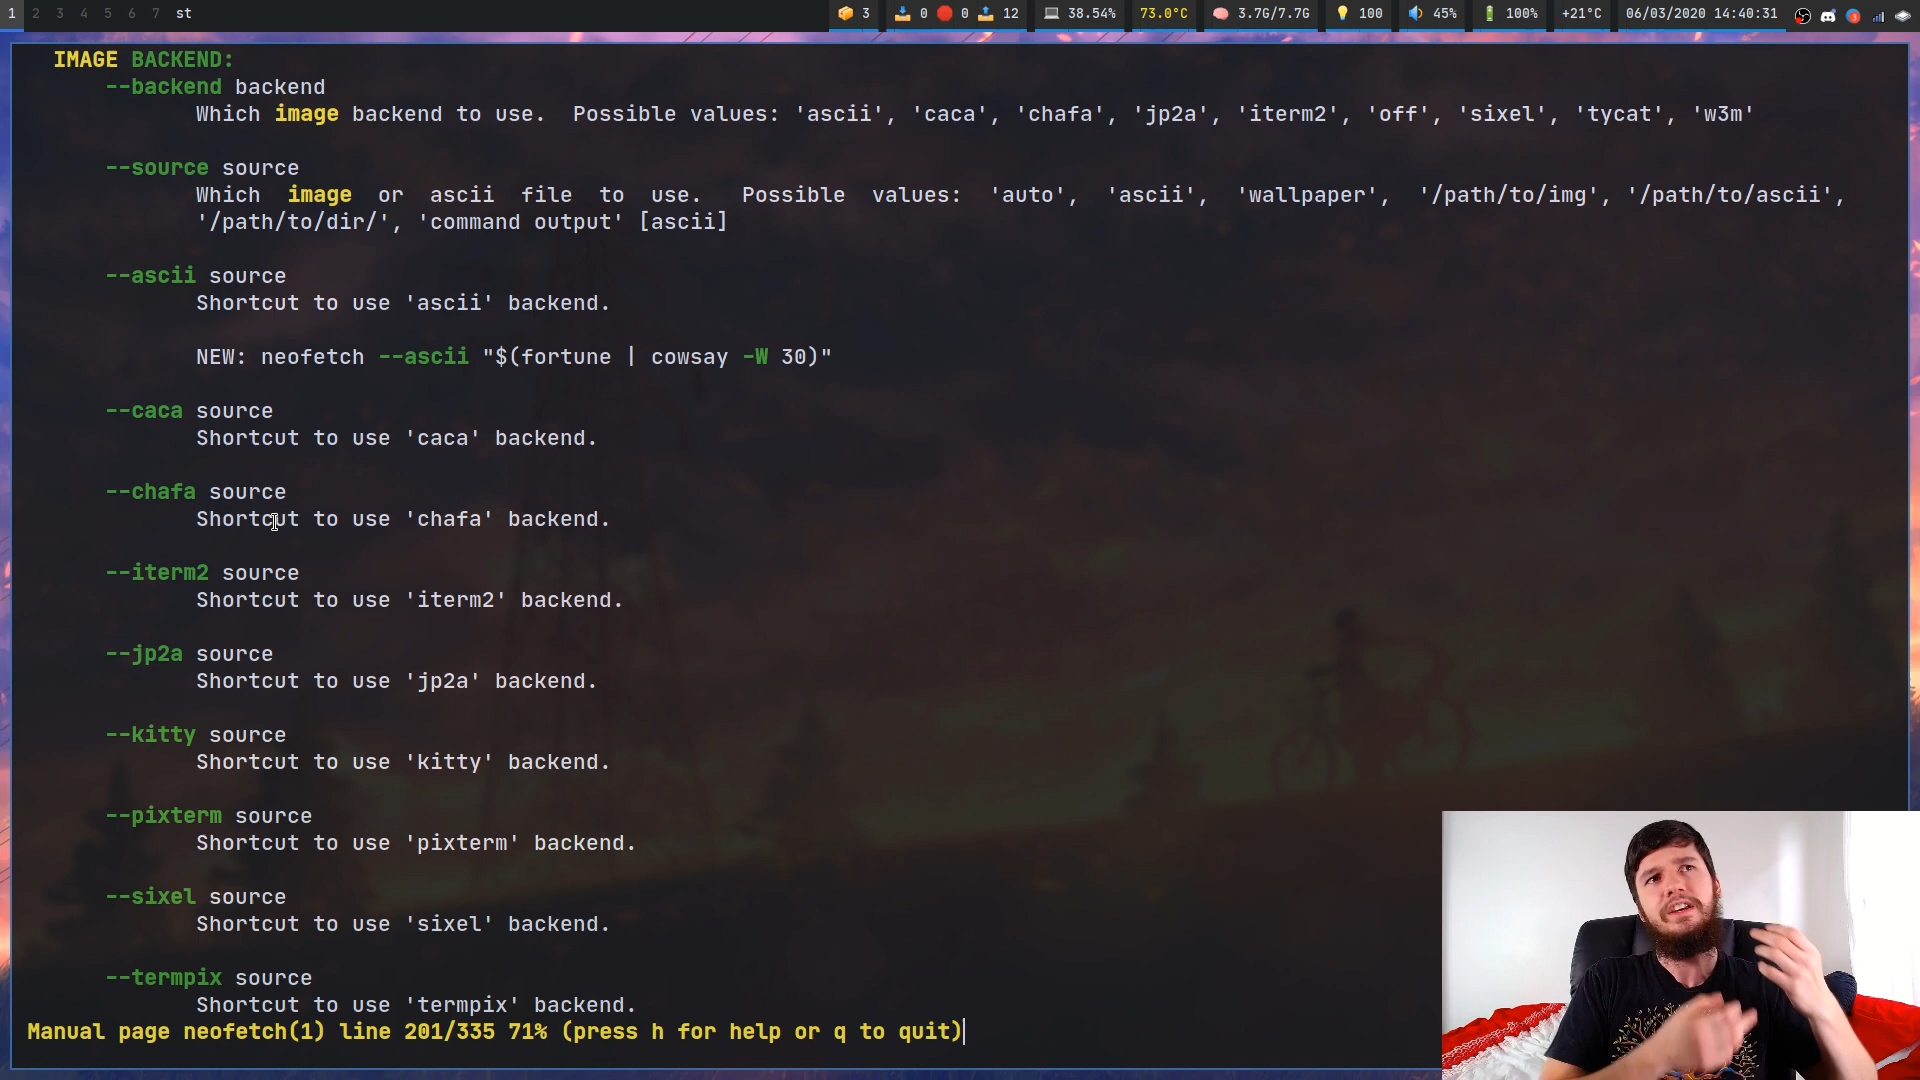 1 2 3 4 5 6 7 st 3 0 0 12 38.54% 73.0°C 3.7G/7.7G 100 45% 100% +21°C 06/03/2020 14:40:31
IMAGE BACKEND:
--backend backend
Which image backend to use. Possible values: 'ascii', 'caca', 'chafa', 'jp2a', 'iterm2', 'off', 'sixel', 'tycat', 'w3m'
--source source
Which image or ascii file to use. Possible values: 'auto', 'ascii', 'wallpaper', '/path/to/img', '/path/to/ascii',
'/path/to/dir/', 'command output' [ascii]
--ascii source
Shortcut to use 'ascii' backend.
NEW: neofetch --ascii "$(fortune | cowsay -W 30)"
--caca source
Shortcut to use 'caca' backend.
--chafa source
Shortcut to use 'chafa' backend.
--iterm2 source
Shortcut to use 'iterm2' backend.
--jp2a source
Shortcut to use 'jp2a' backend.
--kitty source
Shortcut to use 'kitty' backend.
--pixterm source
Shortcut to use 'pixterm' backend.
--sixel source
Shortcut to use 'sixel' backend.
--termpix source
Shortcut to use 'termpix' backend.
Manual page neofetch(1) line 201/335 71% (press h for help or q to quit)